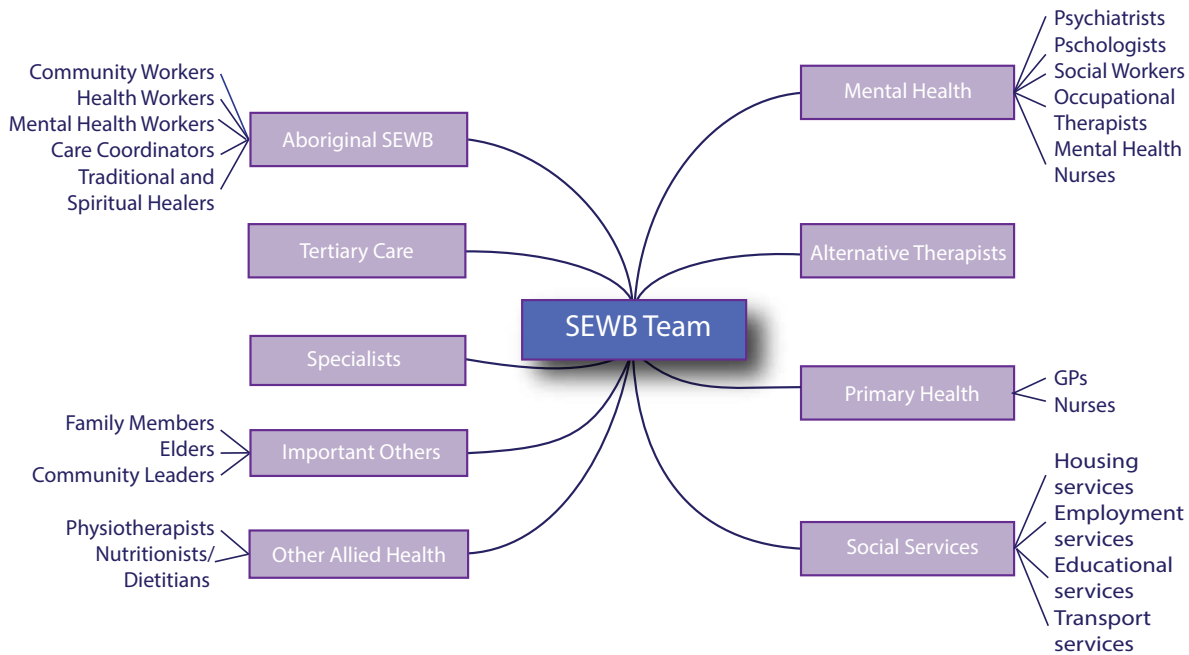 Community Workers
Health Workers
Mental Health Workers
Care Coordinators
Traditional and
Spiritual Healers
Aboriginal SEWB
Tertiary Care
Specialists
Family Members
Elders
Community Leaders
Important Others
Physiotherapists
Nutritionists/
Dietitians
Other Allied Health
SEWB Team
Mental Health
Psychiatrists
Pschologists
Social Workers
Occupational
Therapists
Mental Health
Nurses
Alternative Therapists
Primary Health
GPs
Nurses
Social Services
Housing
services
Employment
services
Educational
services
Transport
services